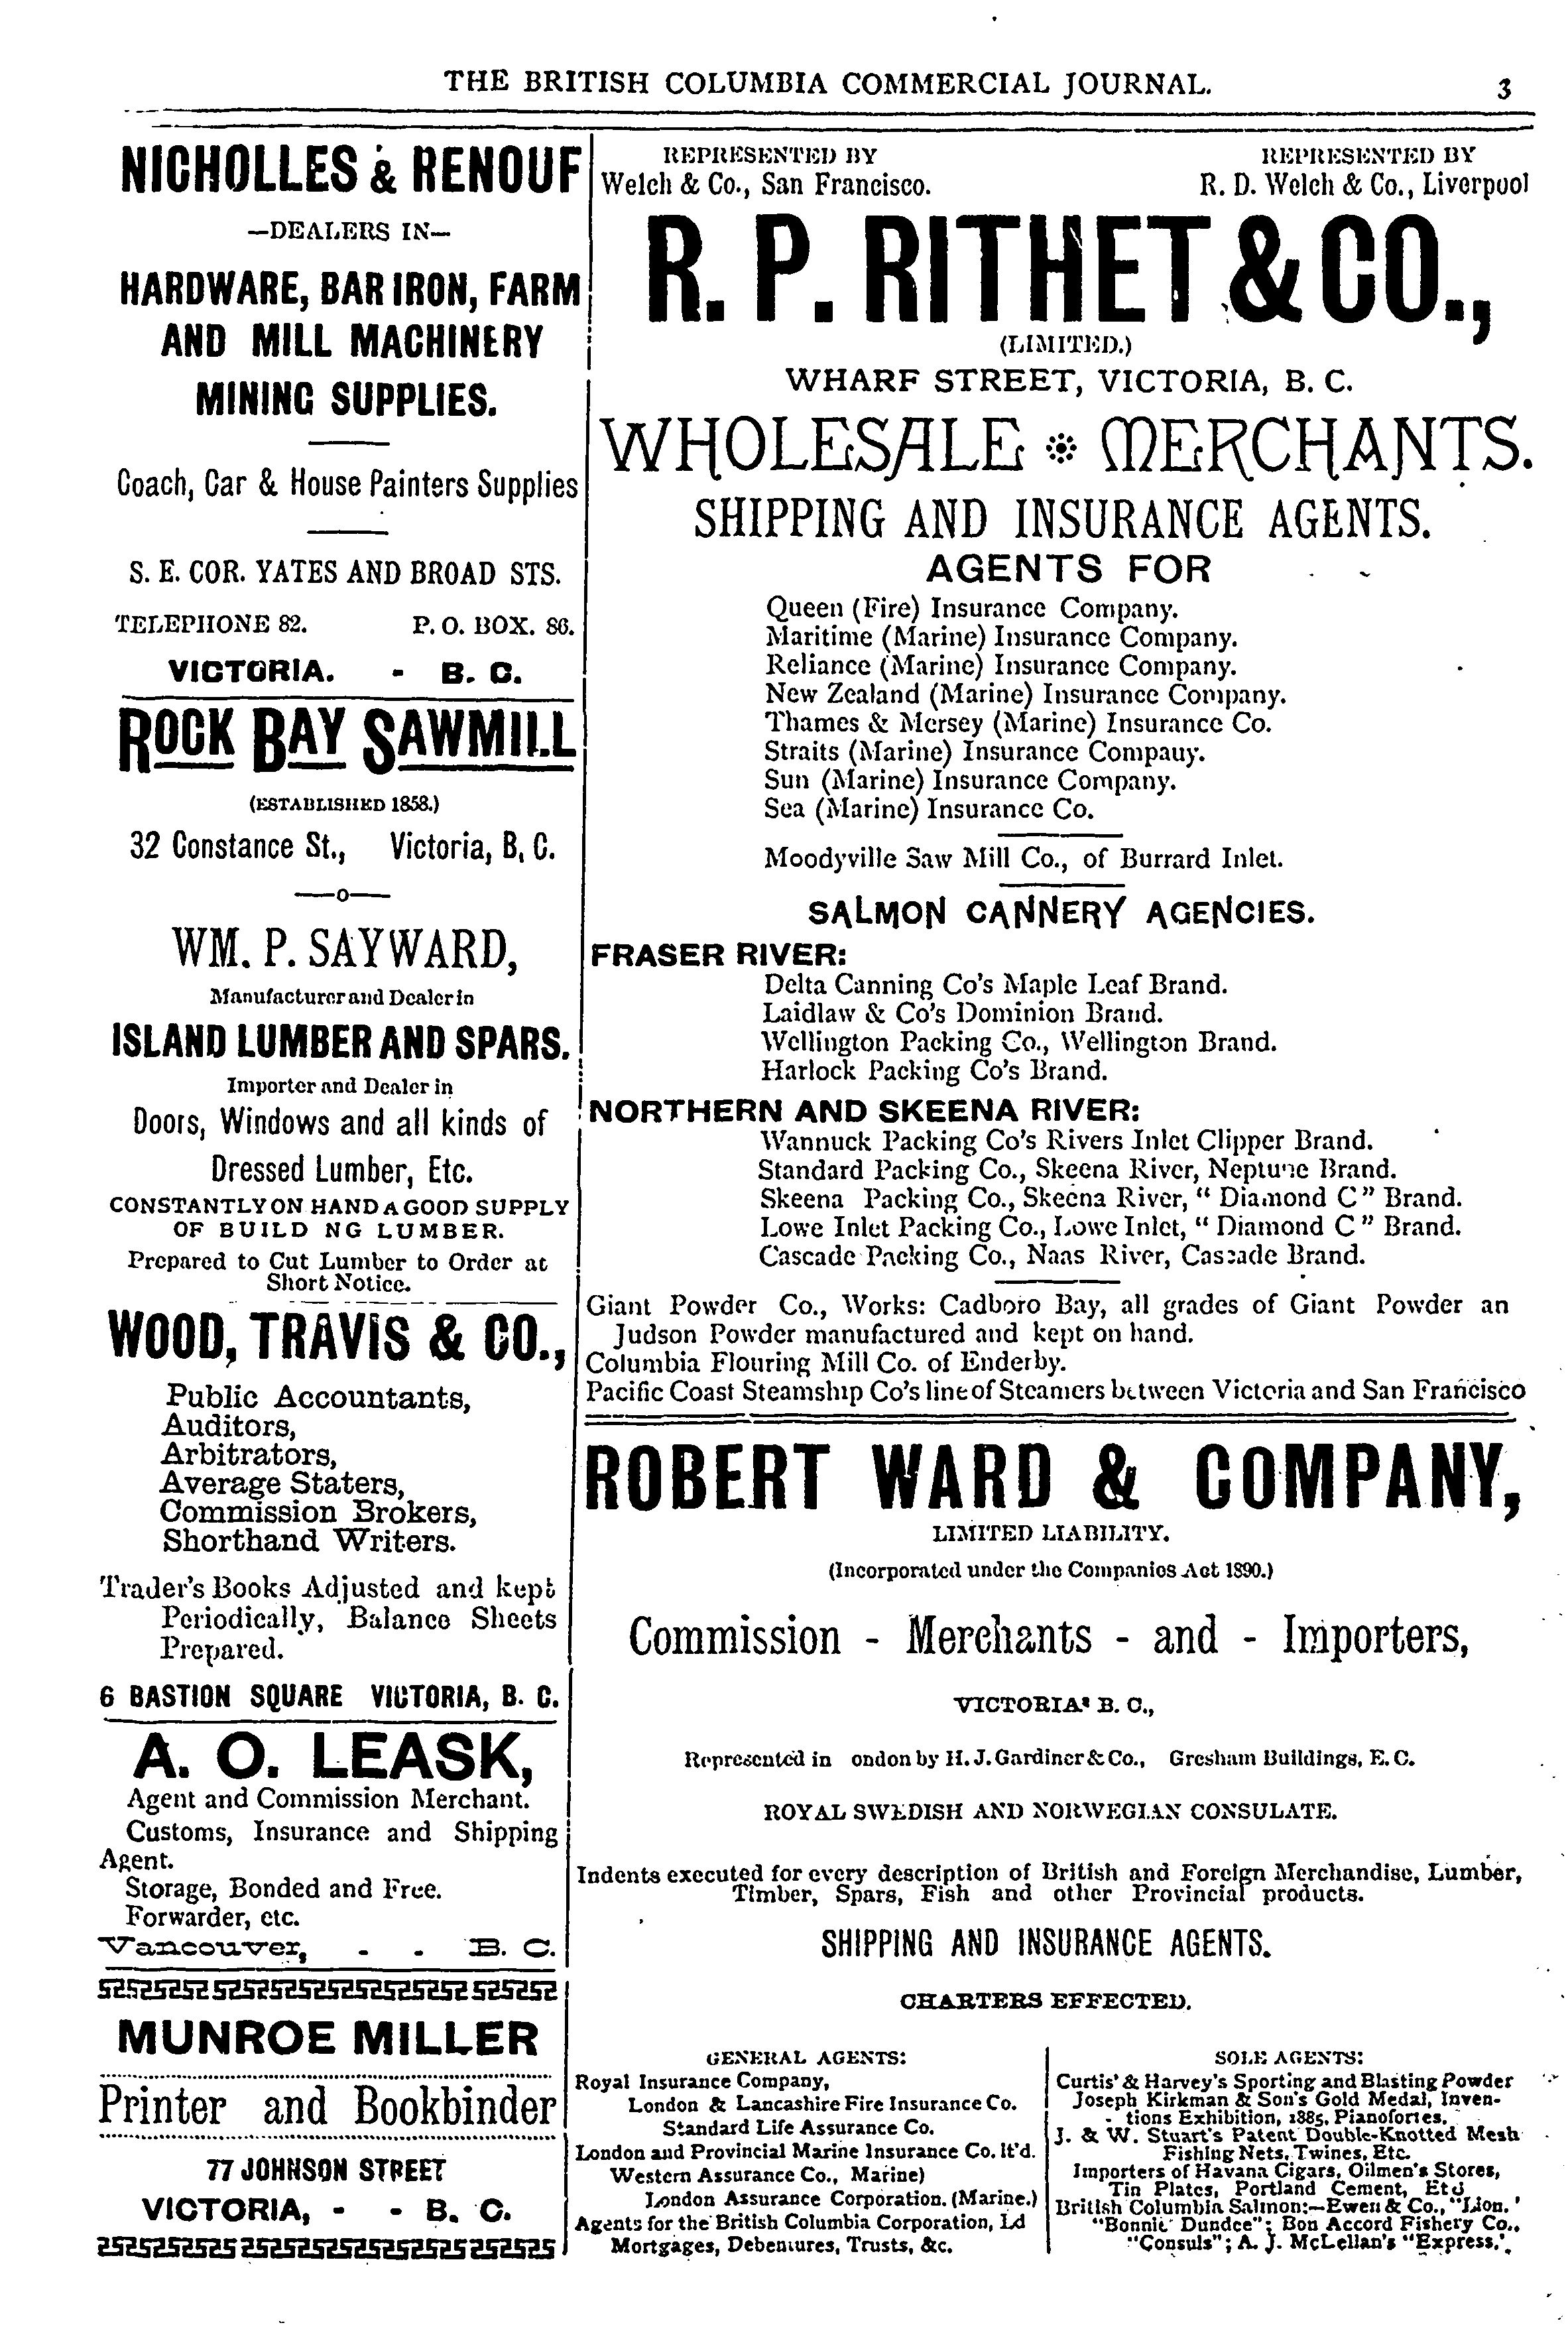 THE BRITISH COLUMBIA COMMERCIAL JOURNAL. 3
NICHOLLES & RENOUF
—DEALERS IN—
HARDWARE, BAR IRON, FARM
AND MILL MACHINERY
MINING SUPPLIES.
Coach, Car & House Painters Supplies
S. E. COR. YATES AND BROAD STS.
TELEPHONE 82. P. O. BOX. 86.
VICTORIA. - B. C.
ROCK BAY SAWMILL
(ESTABLISHED 1858.)
32 Constance St., Victoria, B, C.
—o—
WM. P. SAYWARD,
Manufacturer and Dealer in
ISLAND LUMBER AND SPARS.
Importer and Dealer in
Doors, Windows and all kinds of
Dressed Lumber, Etc.
CONSTANTLY ON HAND A GOOD SUPPLY
OF BUILD NG LUMBER.
Prepared to Cut Lumber to Order at
Short Notice.
WOOD, TRAVIS & CO.,
Public Accountants,
Auditors,
Arbitrators,
Average Staters,
Commission Brokers,
Shorthand Writers.
Trader's Books Adjusted and kept
Periodically, Balance Sheets
Prepared.
6 BASTION SQUARE VICTORIA, B. C.
A. O. LEASK,
Agent and Commission Merchant.
Customs, Insurance and Shipping
Agent.
Storage, Bonded and Free.
Forwarder, etc.
Vancouver, - - B. C.
MUNROE MILLER
Printer and Bookbinder
77 JOHNSON STREET
VICTORIA, - - B. C.
REPRESENTED BY REPRESENTED BY
Welch & Co., San Francisco. R. D. Welch & Co., Liverpool
R. P. RITHET & CO.,
(LIMITED.)
WHARF STREET, VICTORIA, B. C.
WHOLESALE MERCHANTS.
SHIPPING AND INSURANCE AGENTS.
AGENTS FOR
Queen (Fire) Insurance Company.
Maritime (Marine) Insurance Company.
Reliance (Marine) Insurance Company.
New Zealand (Marine) Insurance Company.
Thames & Mersey (Marine) Insurance Co.
Straits (Marine) Insurance Compauy.
Sun (Marine) Insurance Company.
Sea (Marine) Insurance Co.
Moodyville Saw Mill Co., of Burrard Inlet.
SALMON CANNERY AGENCIES.
FRASER RIVER:
Delta Canning Co's Maple Leaf Brand.
Laidlaw & Co's Dominion Brand.
Wellington Packing Co., Wellington Brand.
Harlock Packing Co's Brand.
NORTHERN AND SKEENA RIVER:
Wannuck Packing Co's Rivers Inlet Clipper Brand.
Standard Packing Co., Skeena River, Neptune Brand.
Skeena Packing Co., Skeena River, "Diamond C" Brand.
Lowe Inlet Packing Co., Lowe Inlet, "Diamond C" Brand.
Cascade Packing Co., Naas River, Cascade Brand.
Giant Powder Co., Works: Cadboro Bay, all grades of Giant Powder an
Judson Powder manufactured and kept on hand.
Columbia Flouring Mill Co. of Enderby.
Pacific Coast Steamship Co's line of Steamers between Victoria and San Francisco
ROBERT WARD & COMPANY,
LIMITED LIABILITY.
(Incorporated under the Companies Act 1890.)
Commission - Merchants - and - Importers,
VICTORIA, B. C.,
Represented in ondon by H. J. Gardiner & Co., Gresham Buildings, E. C.
ROYAL SWEDISH AND NORWEGIAN CONSULATE.
Indents executed for every description of British and Foreign Merchandise, Lumber,
Timber, Spars, Fish and other Provincial products.
SHIPPING AND INSURANCE AGENTS.
CHARTERS EFFECTED.
GENERAL AGENTS:
Royal Insurance Company,
London & Lancashire Fire Insurance Co.
Standard Life Assurance Co.
London and Provincial Marine Insurance Co. lt'd.
Western Assurance Co., Marine)
London Assurance Corporation. (Marine.)
Agents for the British Columbia Corporation, Ld
Mortgages, Debentures, Trusts, &c.
SOLE AGENTS:
Curtis' & Harvey's Sporting and Blasting Powder
Joseph Kirkman & Son's Gold Medal, Inven-
tions Exhibition, 1885, Pianofortes.
J. & W. Stuart's Patent Double-Knotted Mesh
Fishing Nets, Twines, Etc.
Importers of Havana Cigars, Oilmen's Stores,
Tin Plates, Portland Cement, Etc
British Columbia Salmon:—Ewen & Co., "Lion.'
"Bonnie Dundee"; Bon Accord Fishery Co.,
"Consuls"; A. J. McLellan's "Express.'